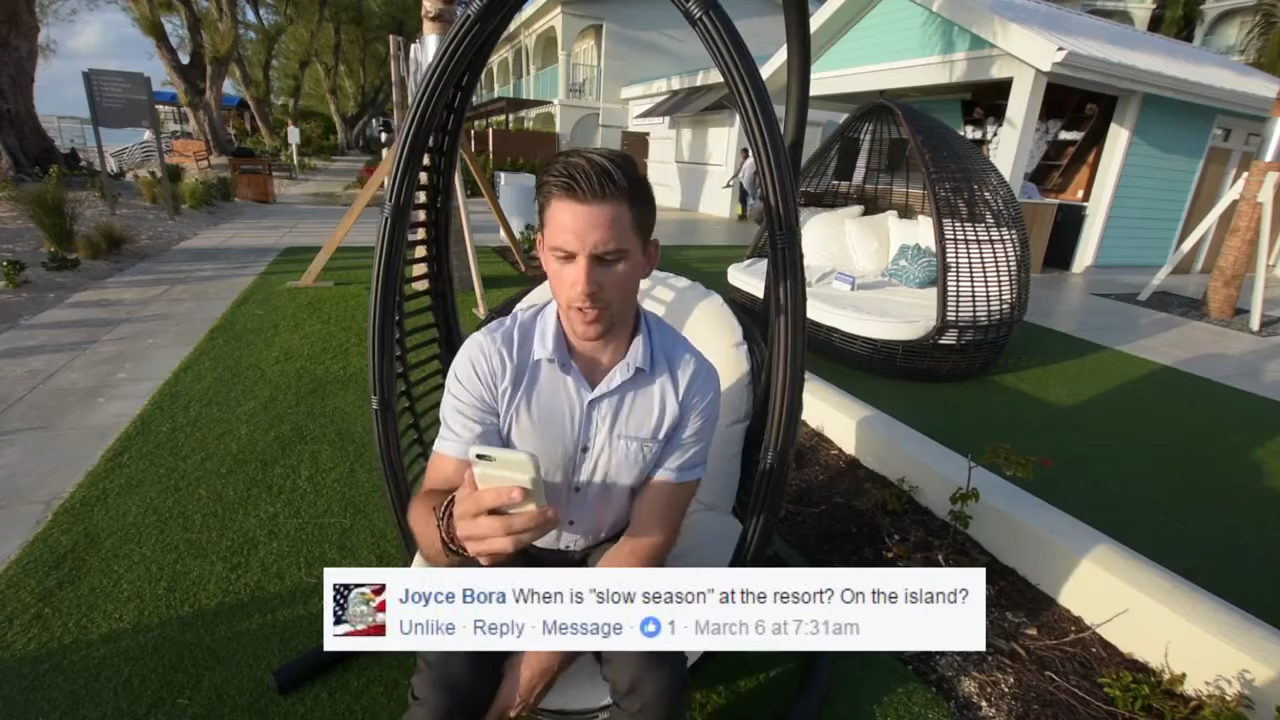 Joyce Bora When is "slow season" at the resort? On the island?
Unlike · Reply · Message · 1 · March 6 at 7:31am